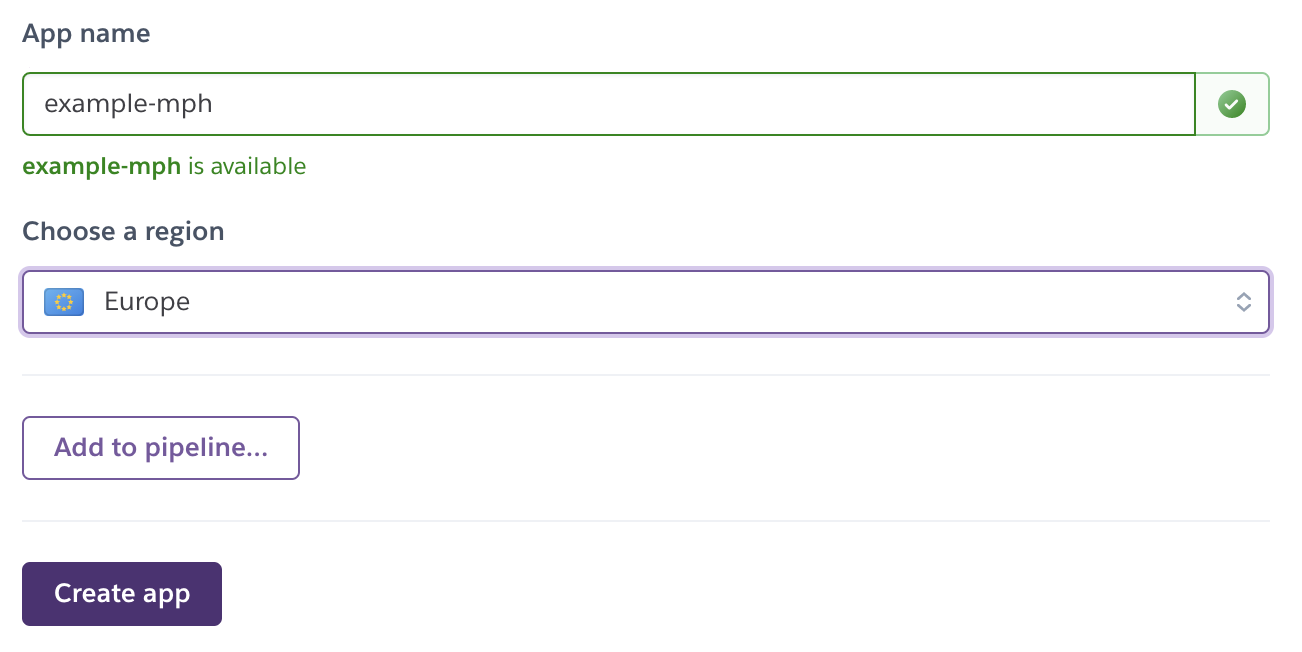 App name
example-mph
example-mph is available
Choose a region
Europe
Add to pipeline...
Create app